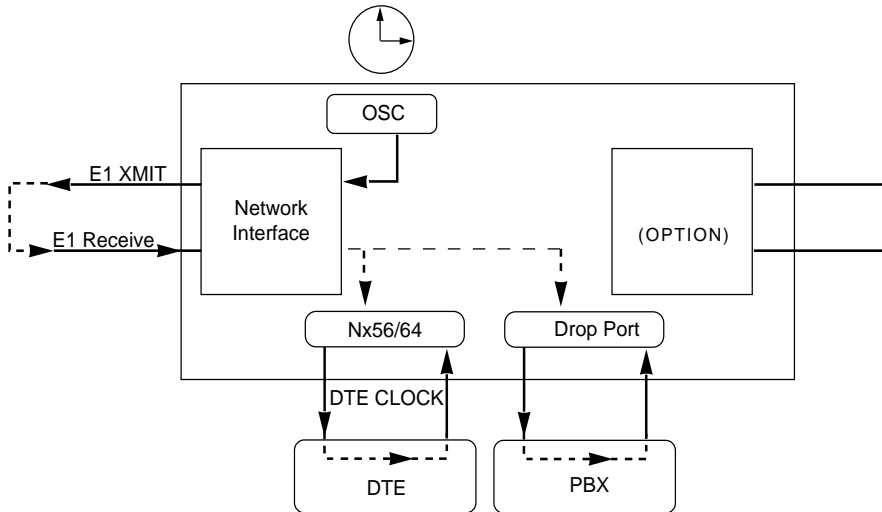 OSC
E1 XMIT
Network
Interface
E1 Receive
(OPTION)
Nx56/64
Drop Port
DTE CLOCK
DTE
PBX